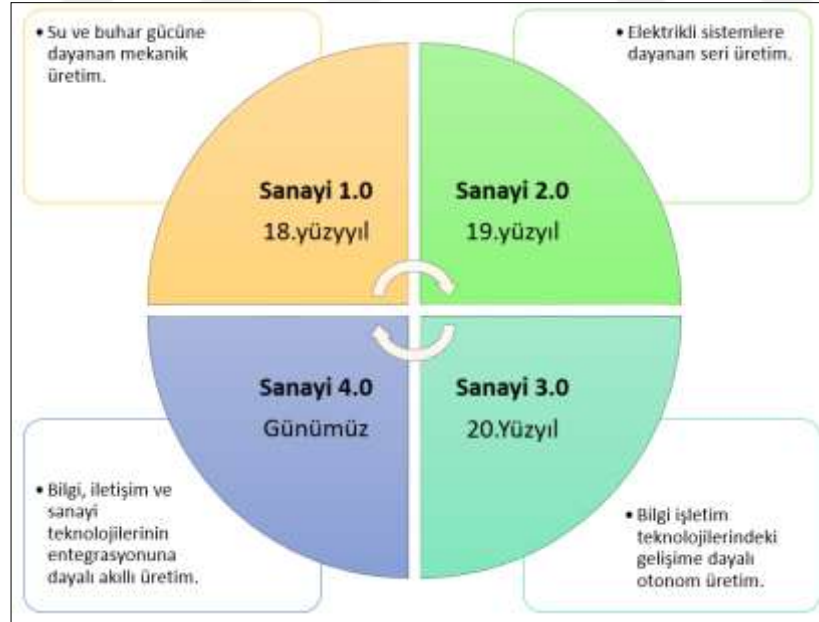 • Su ve buhar gücüne
dayanan mekanik
üretim.
• Elektrikli sistemlere
dayanan seri üretim.
Sanayi 1.0
18.yüzyyıl
Sanayi 2.0
19.yüzyıl
Sanayi 4.0
Günümüz
Sanayi 3.0
20.Yüzyıl
• Bilgi, iletişim ve
sanayi
teknolojilerinin
entegrasyonuna
dayalı akıllı üretim.
• Bilgi işletim
teknolojilerindeki
gelişime dayalı
otonom üretim.